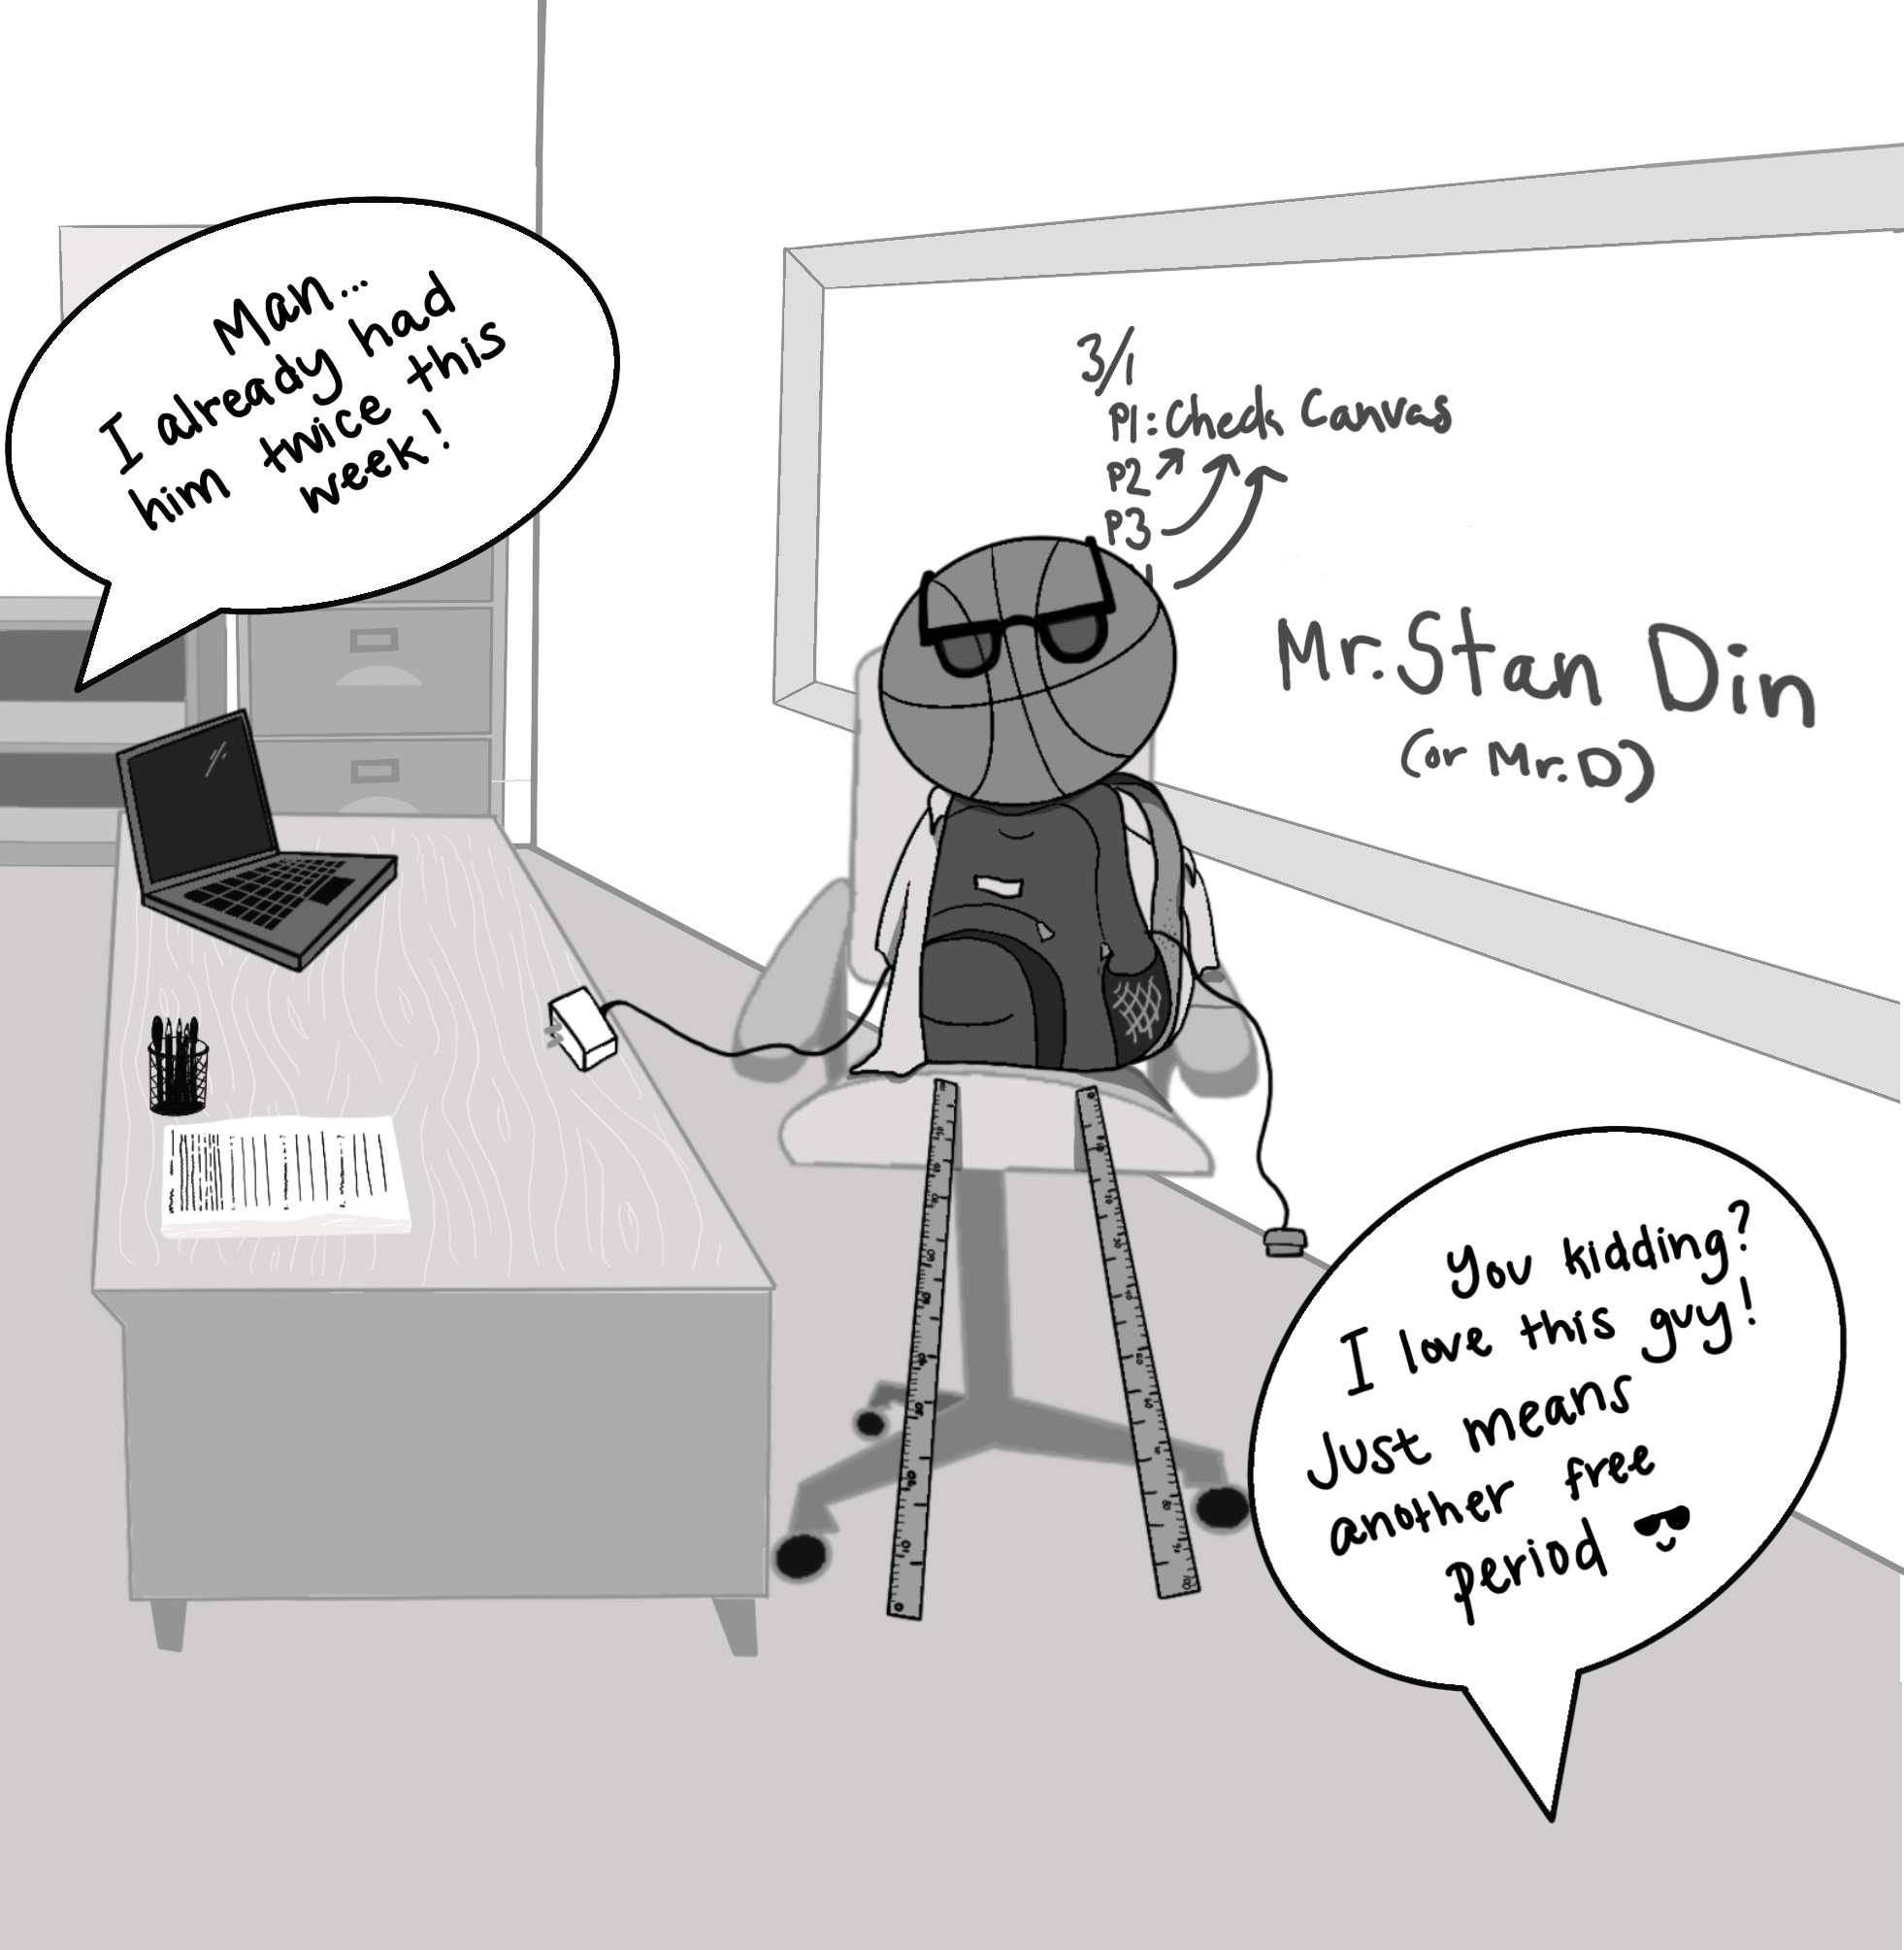 Man...
I already had
him twice this
week!
3/1
P1: Check Canvas
P2
P3
Mr. Stan Din
(or Mr. D)
You kidding?
I love this guy!
Just means
another free
period